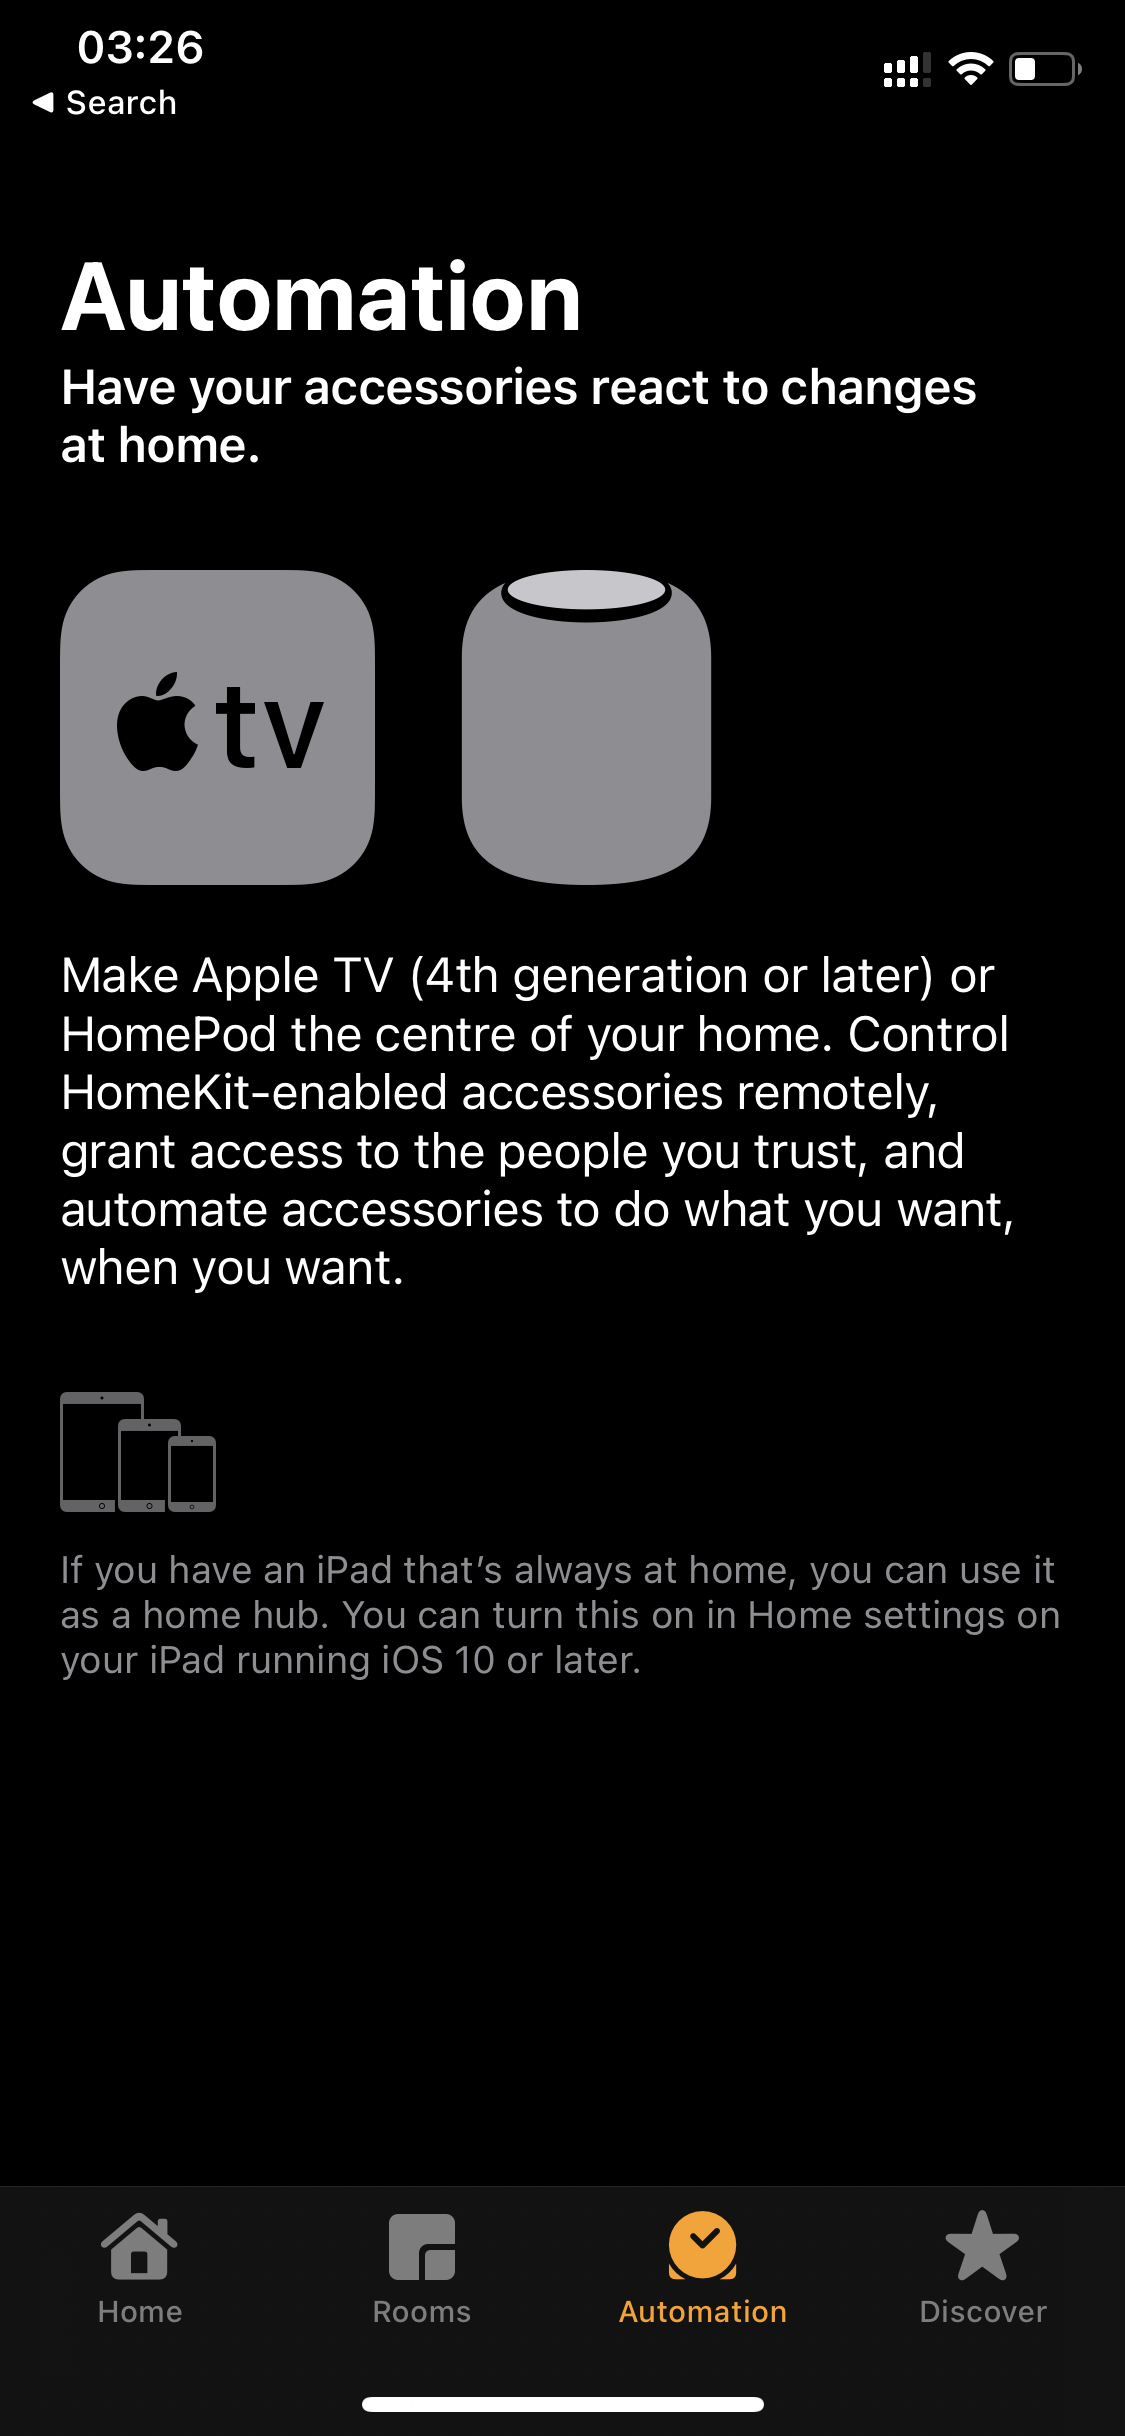 03:26
Search
Automation
Have your accessories react to changes
at home.
tv
Make Apple TV (4th generation or later) or
HomePod the centre of your home. Control
HomeKit-enabled accessories remotely,
grant access to the people you trust, and
automate accessories to do what you want,
when you want.
If you have an iPad that’s always at home, you can use it
as a home hub. You can turn this on in Home settings on
your iPad running iOS 10 or later.
Home
Rooms
Automation
Discover